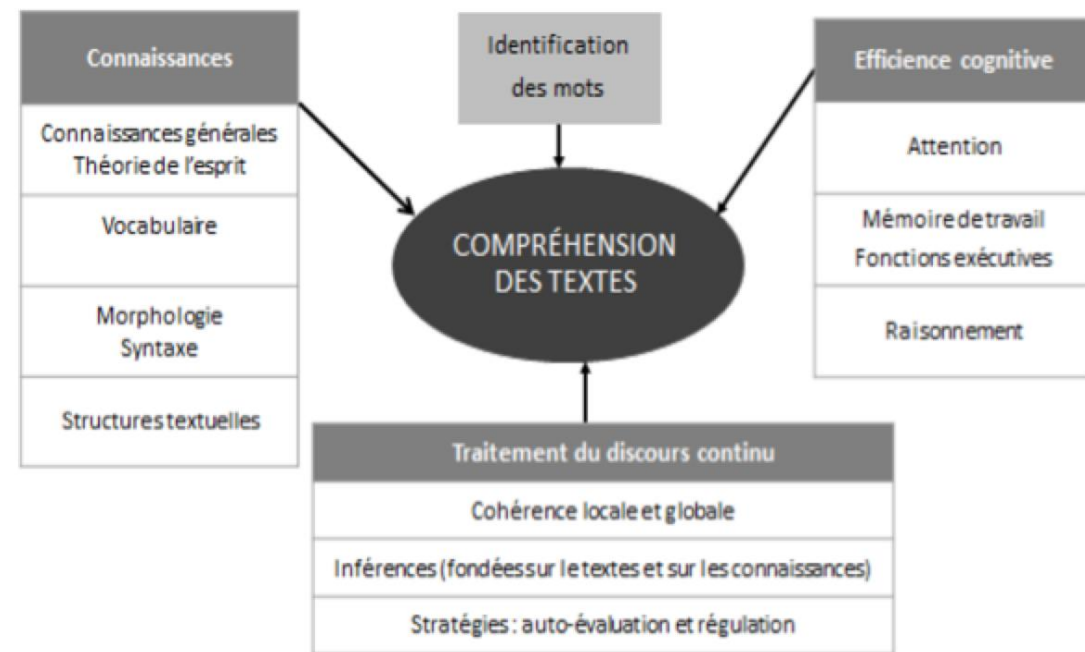 Connaissances
Connaissances générales
Théorie de l'esprit
Vocabulaire
Morphologie
Syntaxe
Structures textuelles
Identification
des mots
COMPRÉHENSION
DES TEXTES
Efficience cognitive
Attention
Mémoire de travail
Fonctions exécutives
Raisonnement
Traitement du discours continu
Cohérence locale et globale
Inférences (fondées sur le textes et sur les connaissances)
Stratégies : auto-évaluation et régulation